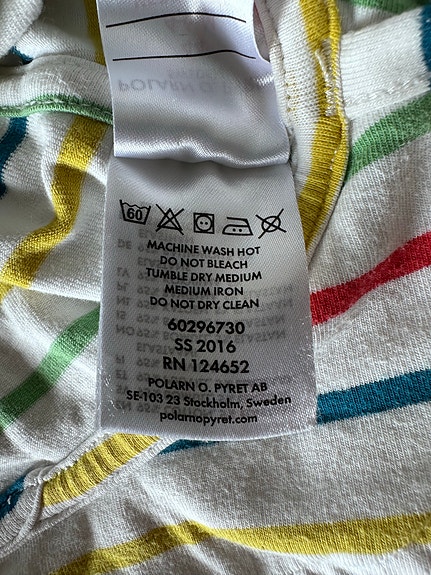 60
MACHINE WASH HOT
DO NOT BLEACH
TUMBLE DRY MEDIUM
MEDIUM IRON
DO NOT DRY CLEAN
60296730
SS 2016
RN 124652
POLARN O. PYRET AB
SE-103 23 Stockholm, Sweden
polarnopyret.com